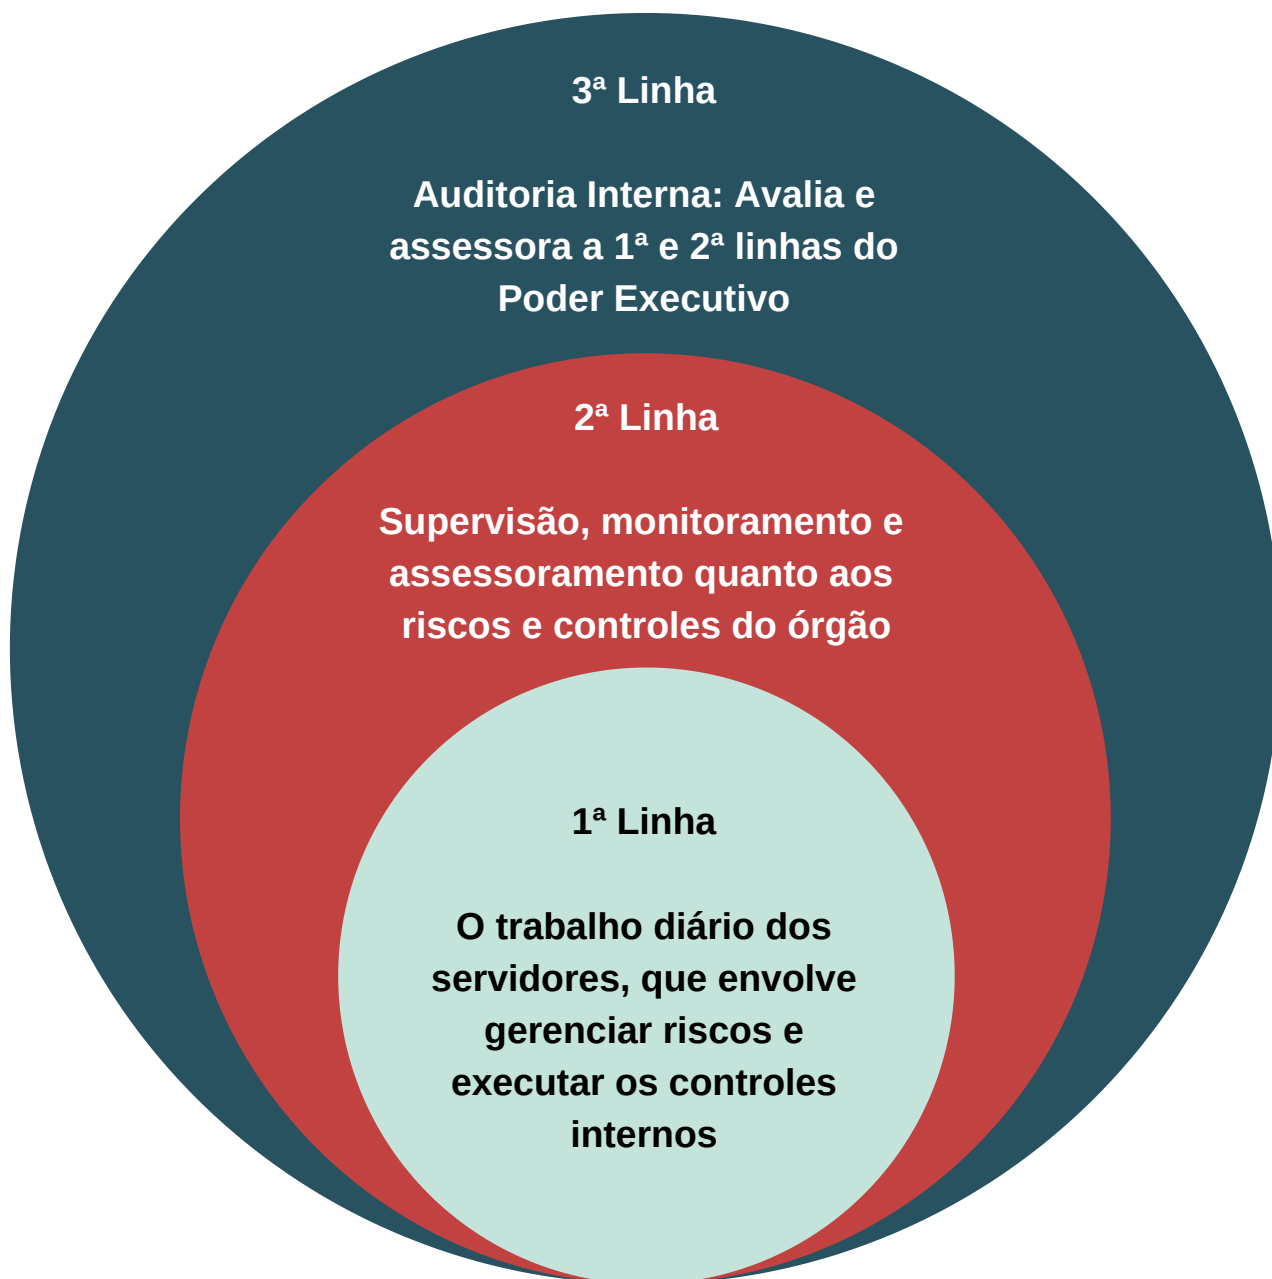 3ª Linha
Auditoria Interna: Avalia e
assessora a 1ª e 2ª linhas do
Poder Executivo
2ª Linha
Supervisão, monitoramento e
assessoramento quanto aos
riscos e controles do órgão
1ª Linha
O trabalho diário dos
servidores, que envolve
gerenciar riscos e
executar os controles
internos